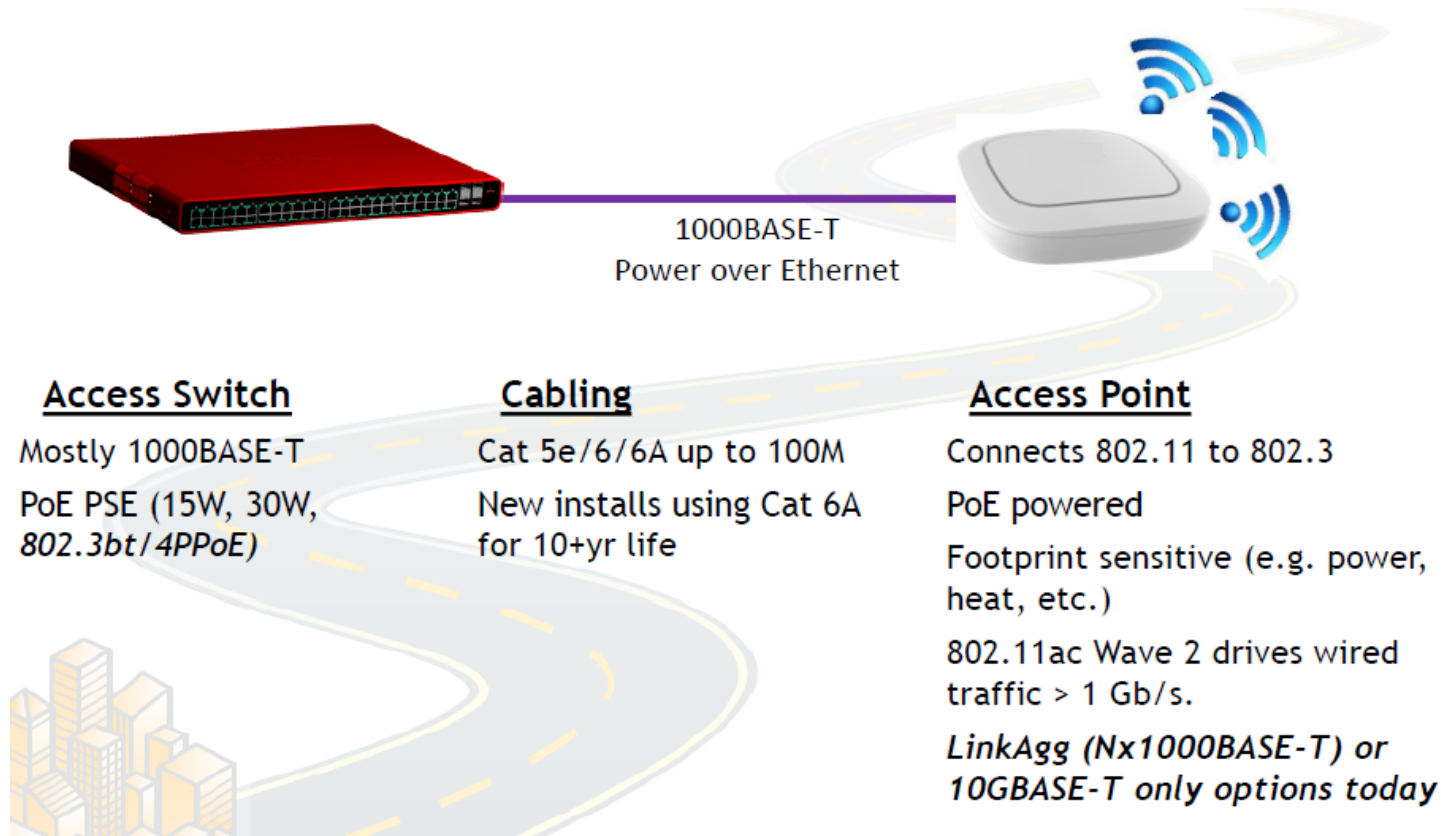 1000BASE-T
Power over Ethernet
Access Switch
Mostly 1000BASE-T
PoE PSE (15W, 30W,
802.3bt/4PPoE)
Cabling
Cat 5e/6/6A up to 100M
New installs using Cat 6A
for 10+yr life
Access Point
Connects 802.11 to 802.3
PoE powered
Footprint sensitive (e.g. power,
heat, etc.)
802.11ac Wave 2 drives wired
traffic > 1 Gb/s.
LinkAgg (Nx1000BASE-T) or
10GBASE-T only options today